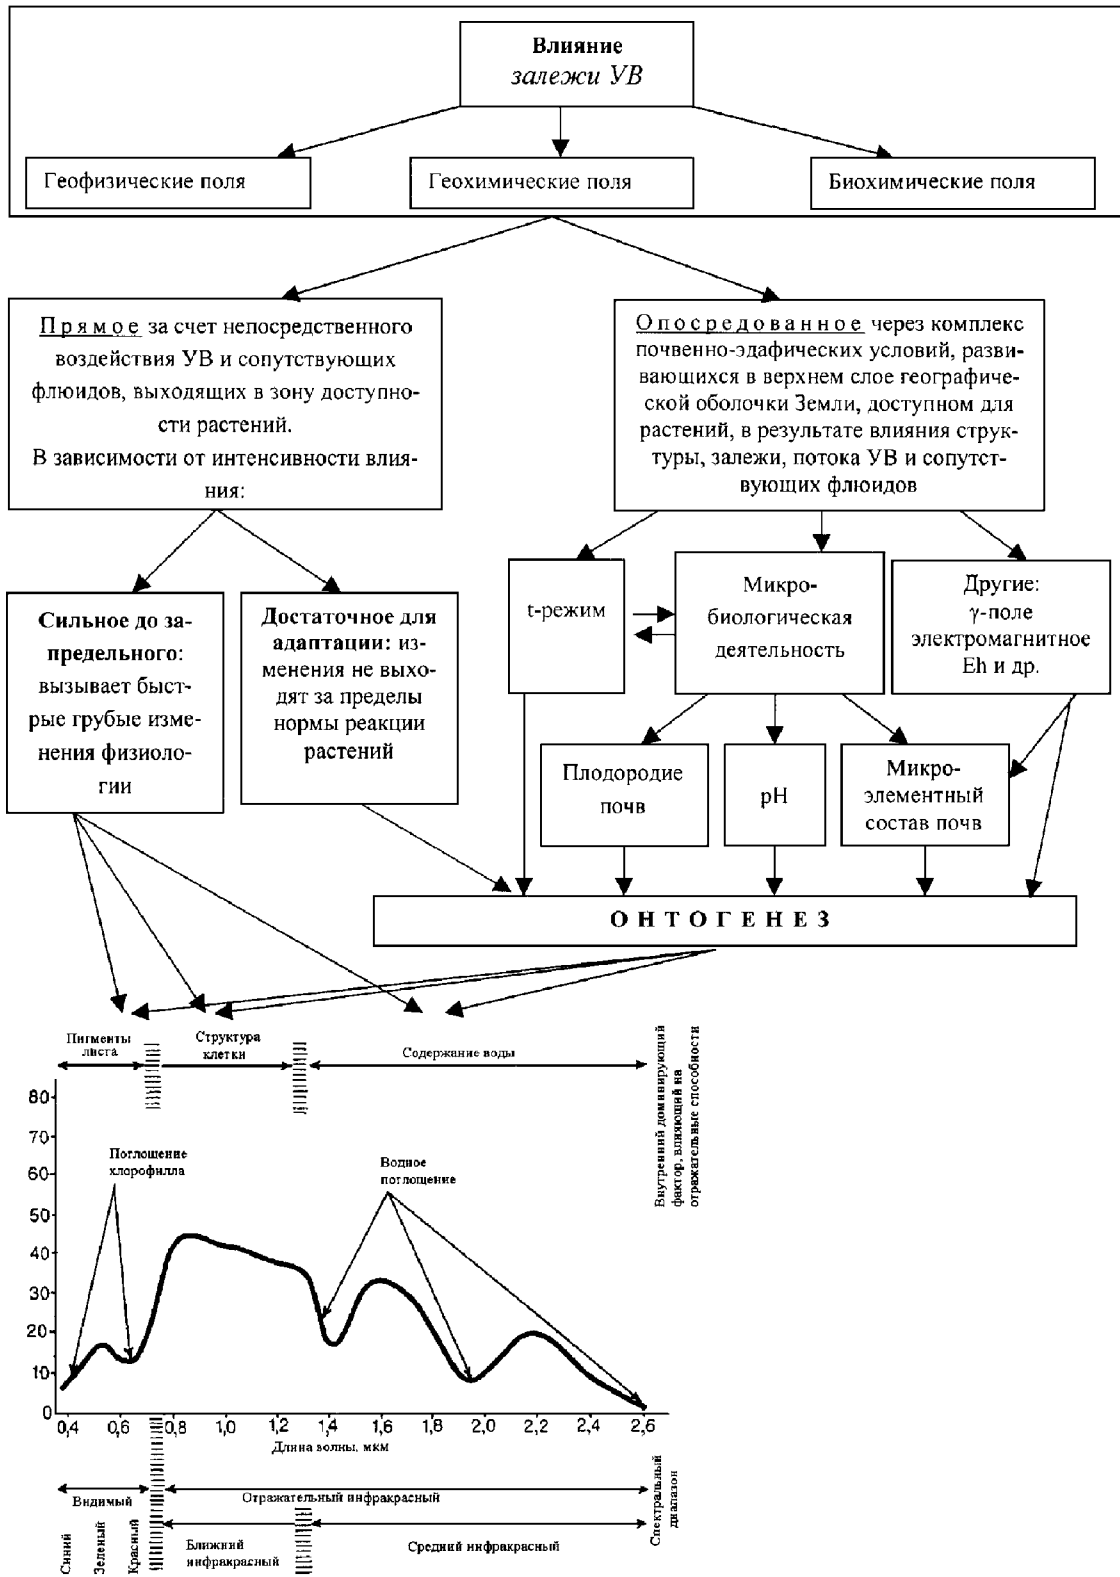 Влияние
залежи УВ
Геофизические поля
Геохимические поля
Биохимические поля
Прямое за счет непосредственного
воздействия УВ и сопутствующих
флюидов, выходящих в зону доступно-
сти растений.
В зависимости от интенсивности влия-
ния:
Опосредованное через комплекс
почвенно-эдафических условий, разви-
вающихся в верхнем слое географиче-
ской оболочки Земли, доступном для
растений, в результате влияния струк-
туры, залежи, потока УВ и сопутст-
вующих флюидов
Сильное до за-
предельного:
вызывает быст-
рые грубые изме-
нения физиоло-
гии
Достаточное для
адаптации: из-
менения не выхо-
дят за пределы
нормы реакции
растений
t-режим
Микро-
биологическая
деятельность
Другие:
γ-поле
электромагнитное
Eh и др.
Плодородие
почв
pH
Микро-
элементный
состав почв
ОНТОГЕНЕЗ
Пигменты
листа
Структура
клетки
Содержание воды
Внутренний доминирующий
фактор, влияющий на
отражательные способности
80
70
60
50
40
30
20
10
0
Поглощение
хлорофилла
Водное
поглощение
0,4 0,6 0,8 1,0 1,2 1,4 1,6 1,8 2,0 2,2 2,4 2,6
Длина волны, мкм
Видимый
Отражательный инфракрасный
Спектральный
диапазон
Синий
Зеленый
Красный
Ближний
инфракрасный
Средний инфракрасный